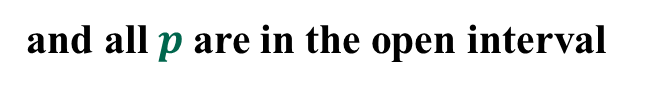 and all p are in the open interval